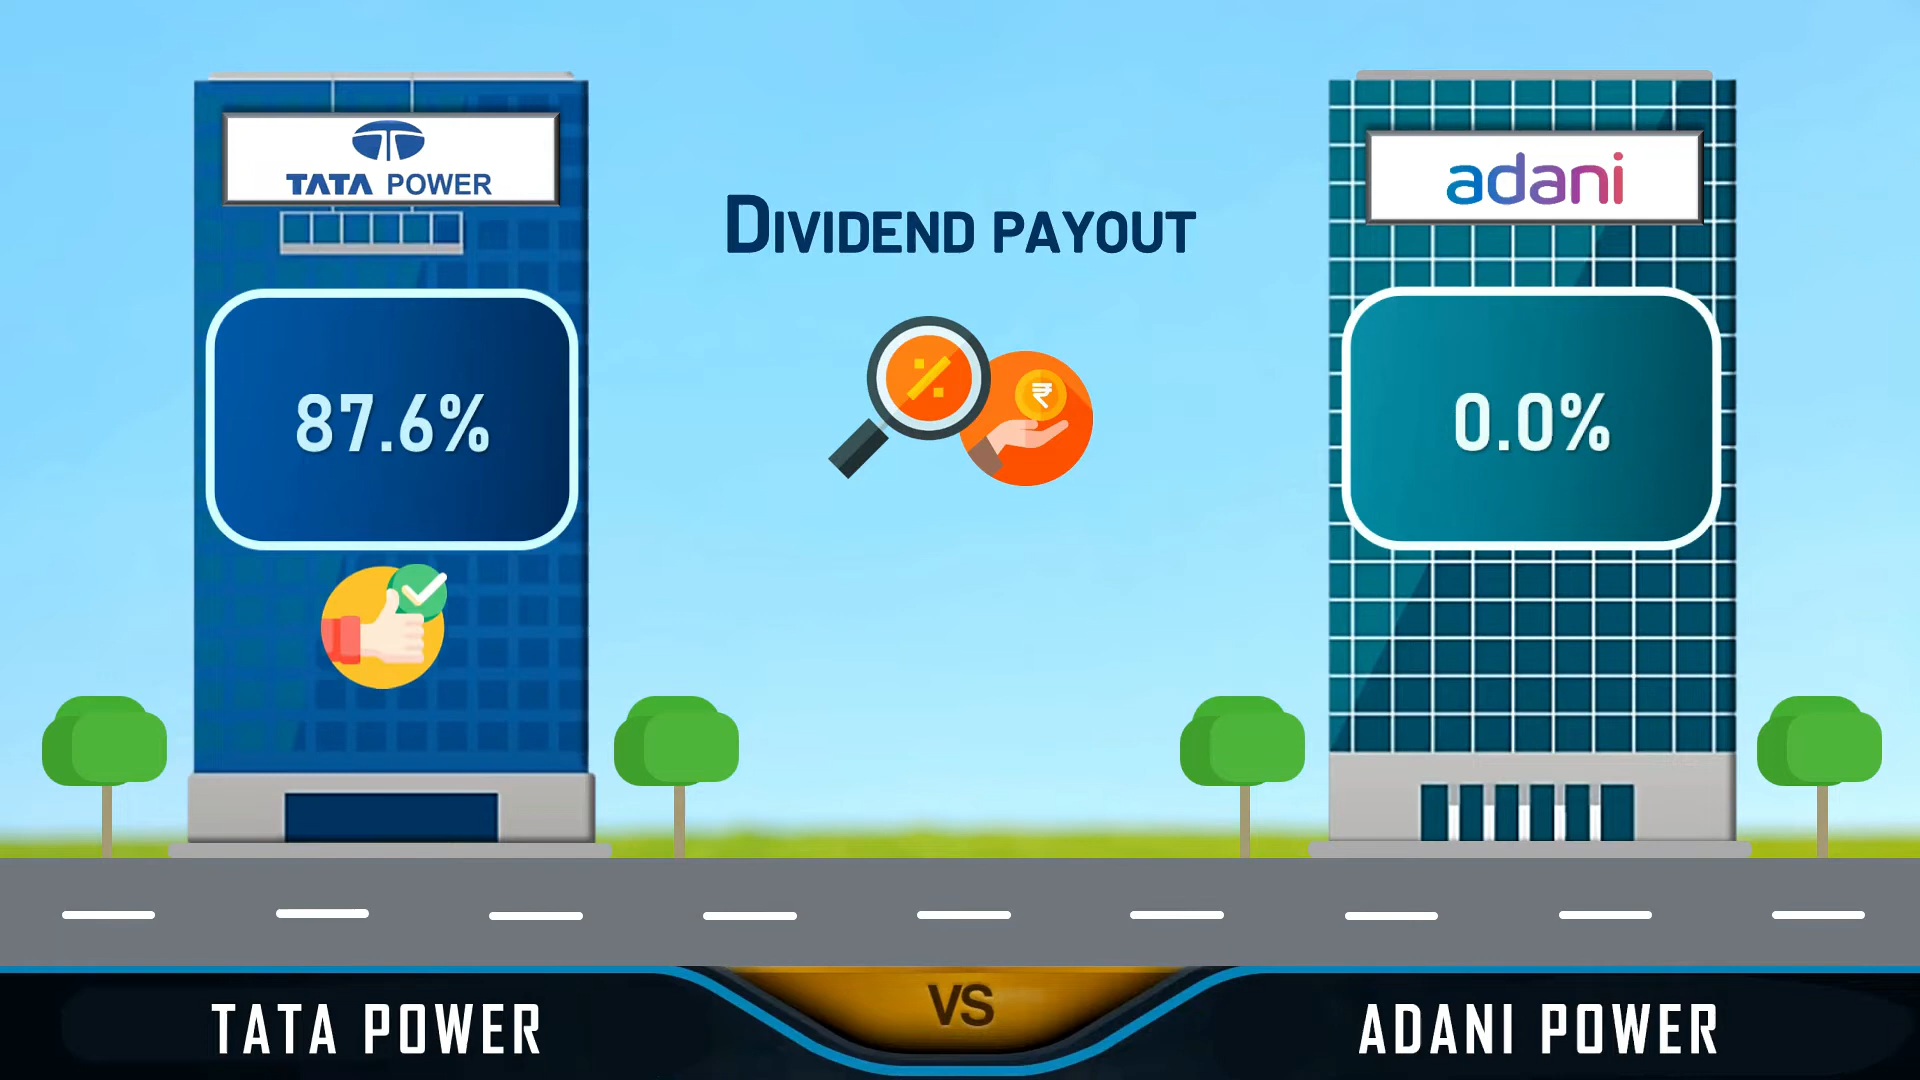 TATA POWER
adani
DIVIDEND PAYOUT
%
₹
87.6%
0.0%
TATA POWER
VS
ADANI POWER